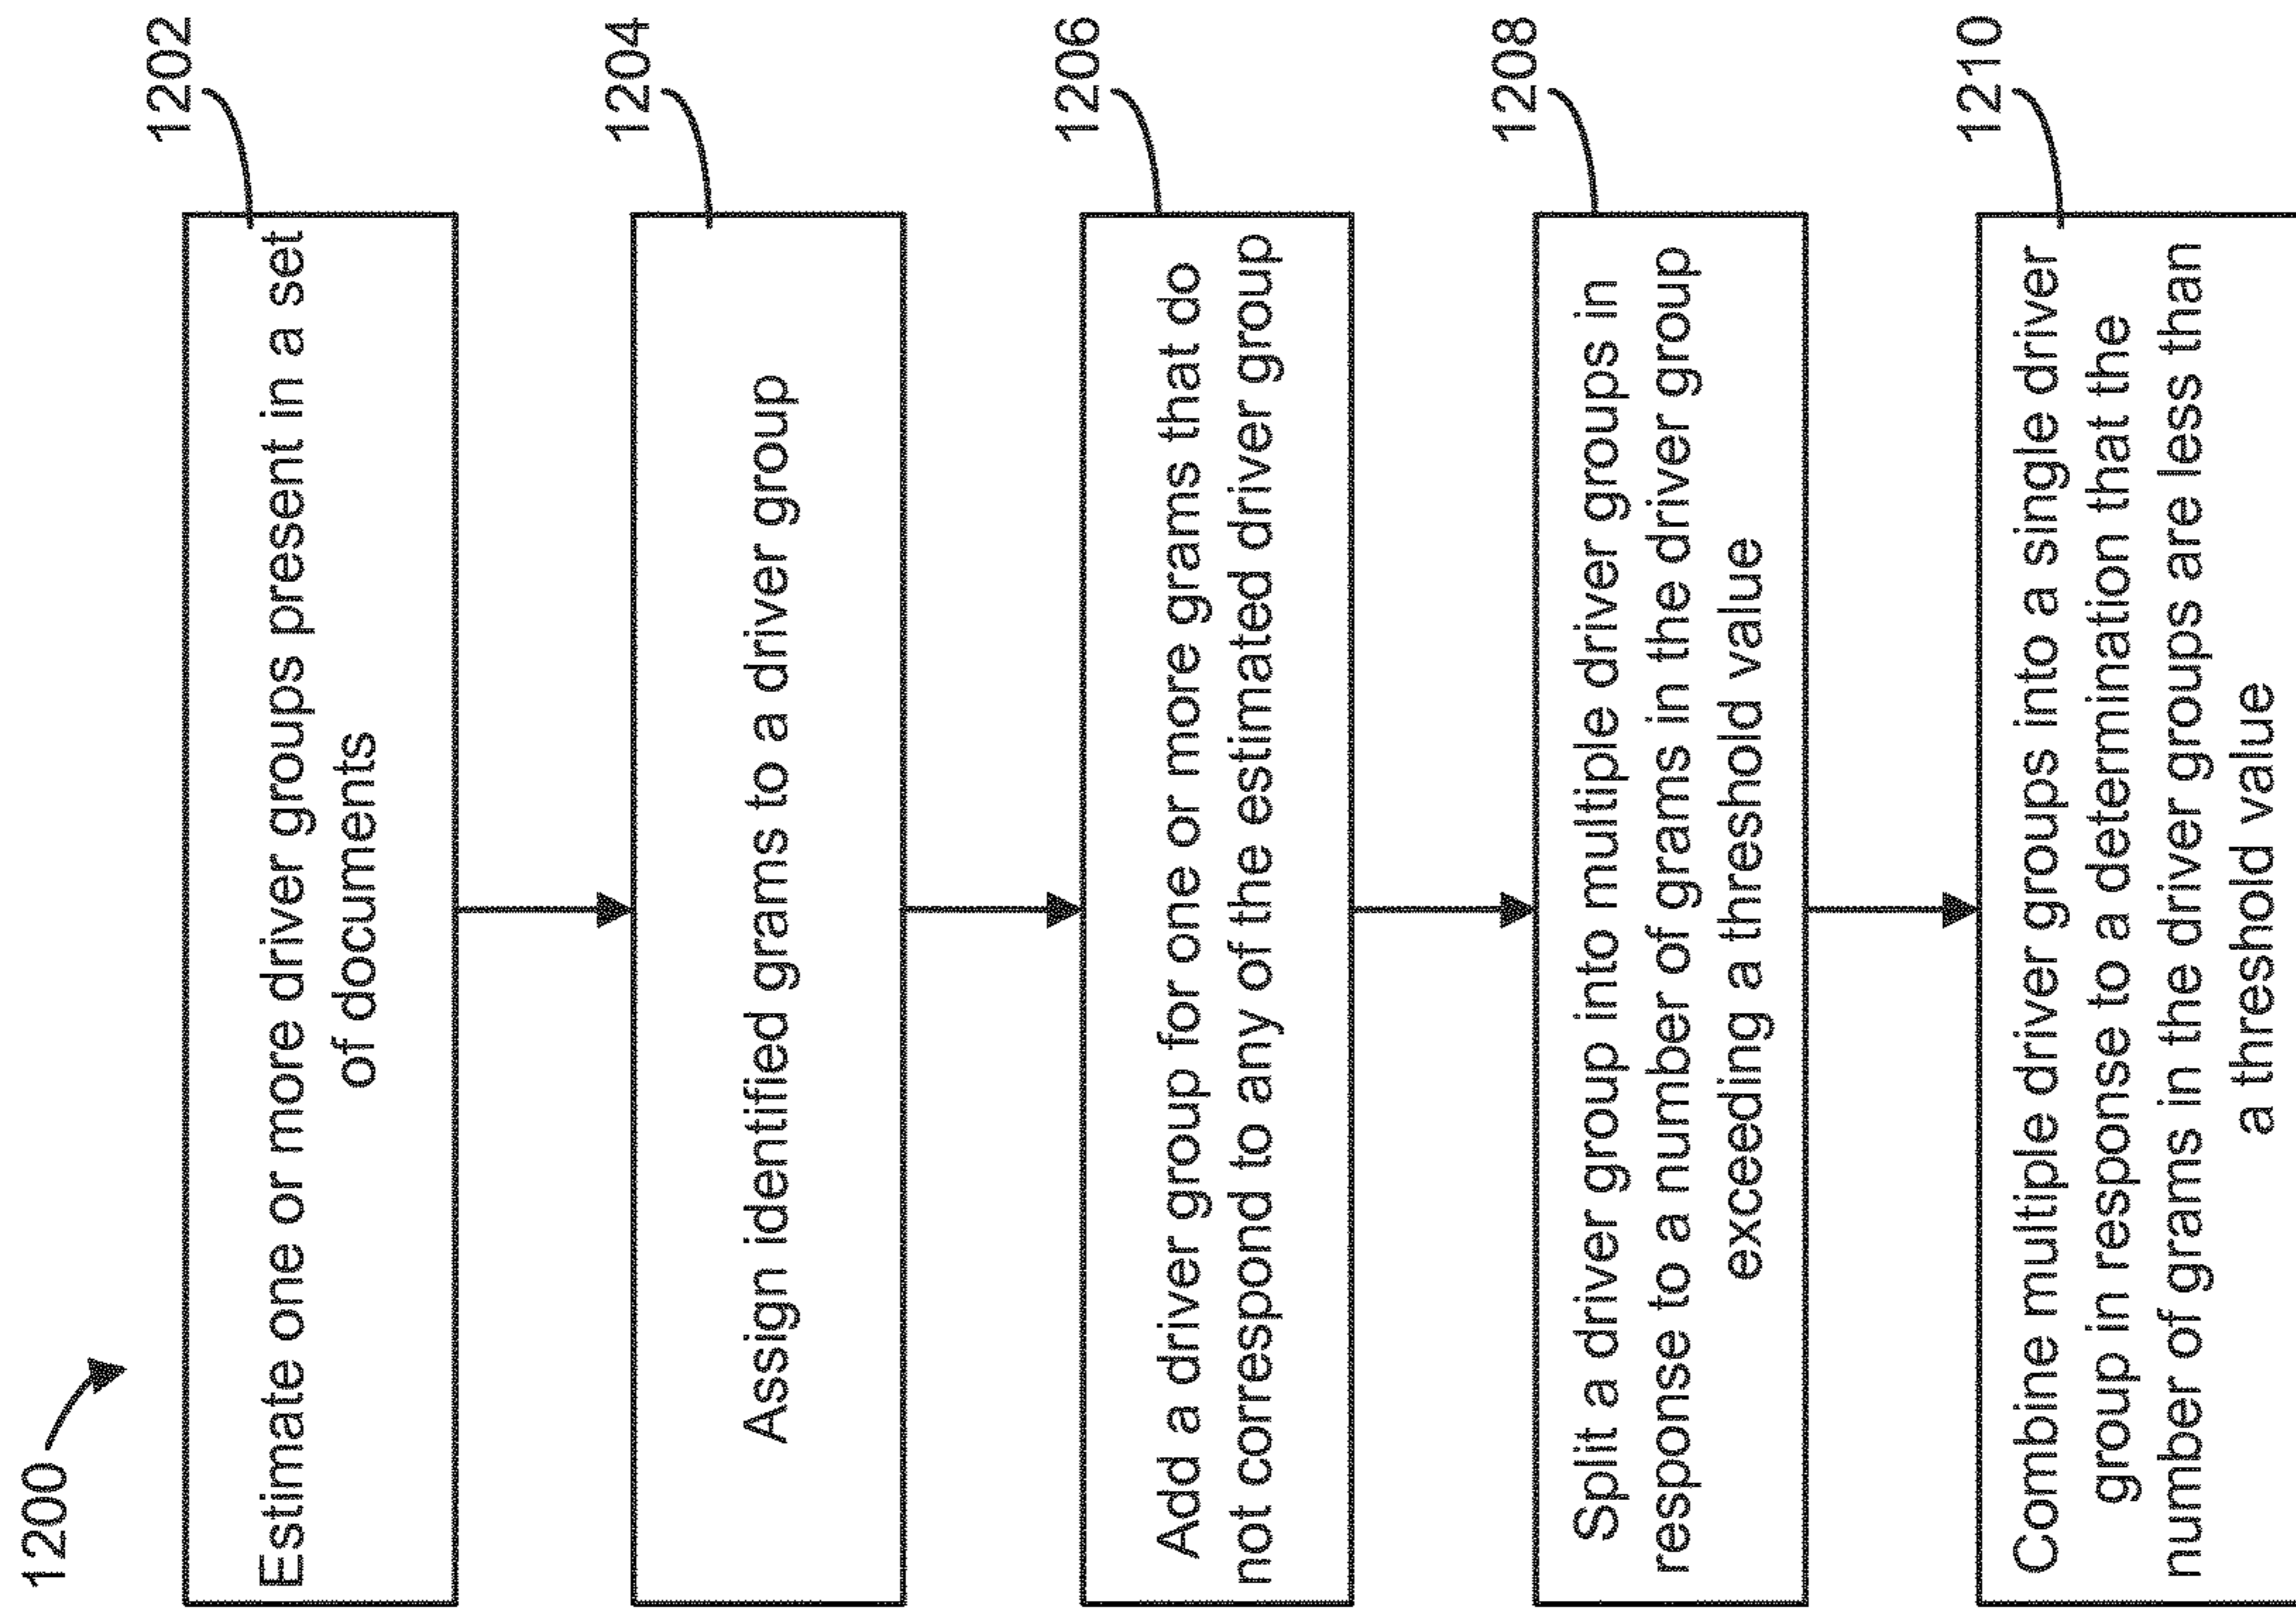 1200
1202
Estimate one or more driver groups present in a set
of documents
1204
Assign identified grams to a driver group
1206
Add a driver group for one or more grams that do
not correspond to any of the estimated driver group
1208
Split a driver group into multiple driver groups in
response to a number of grams in the driver group
exceeding a threshold value
1210
Combine multiple driver groups into a single driver
group in response to a determination that the
number of grams in the driver groups are less than
a threshold value